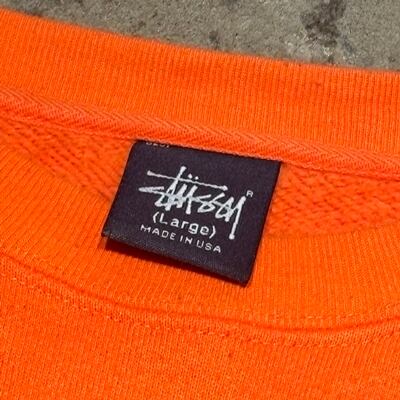 Stüssy
®
(Large)
MADE IN USA